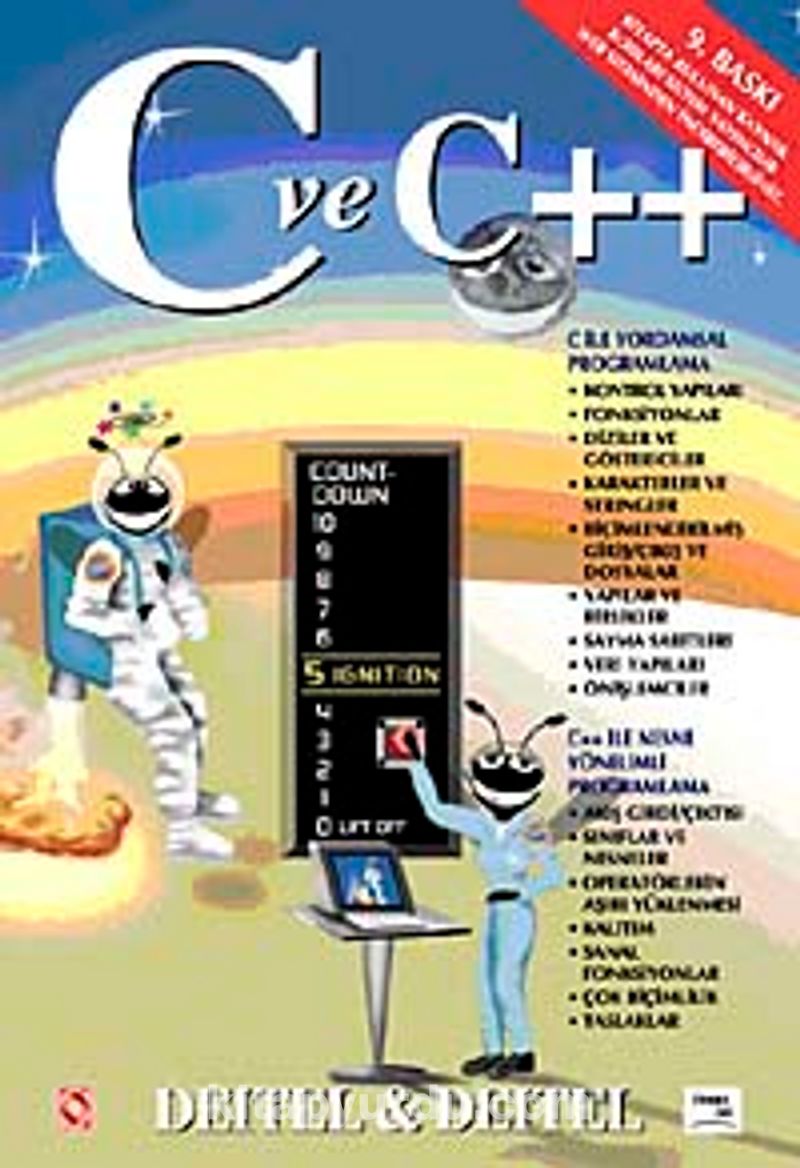 9. BASKI
C ve C++
C İLE YORDAMSAL
PROGRAMLAMA
• KONTROL YAPILARI
• FONKSİYONLAR
• DİZİLER VE
GÖSTERİCİLER
• KARAKTERLER VE
STRINGLER
• BİÇİMLENDİRİLMİŞ
GİRİŞ/ÇIKIŞ VE
DOSYALAR
• YAPILAR VE
BİRLİKLER
• SAYMA SABİTLERİ
• VERİ YAPILARI
• ÖNİŞLEMCİLER
COUNT-
DOWN
10
9
8
7
6
5 IGNITION
4
3
2
1
0 LIFT OFF
C++ İLE NESNE
YÖNELİMLİ
PROGRAMLAMA
• AKIŞ GİRDİ/ÇIKTISI
• SINIFLAR VE
NESNELER
• OPERATÖRLERİN
AŞIRI YÜKLENMESİ
• KALITIM
• SANAL
FONKSİYONLAR
• ÇOK BİÇİMLİLİK
• TASLAKLAR
DEITEL & DEITEL
kitapyurdu.com